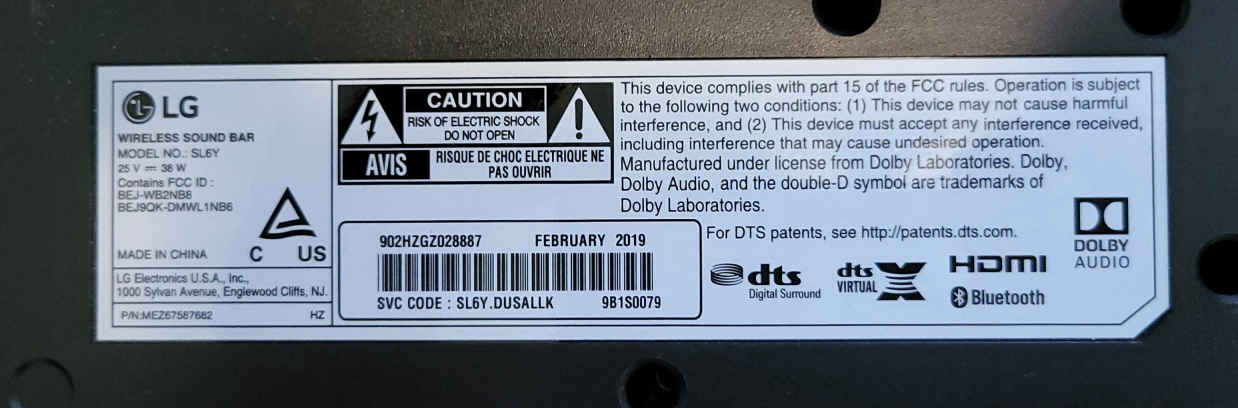 LG
WIRELESS SOUND BAR
MODEL NO.: SL6Y
25 V ⎓ 38 W
Contains FCC ID :
BEJ-WB2NB8
BEJ9QK-DMWL1NB6
C US
MADE IN CHINA
LG Electronics U.S.A., Inc.,
1000 Sylvan Avenue, Englewood Cliffs, NJ.
P/N:MEZ67587682 HZ
CAUTION
RISK OF ELECTRIC SHOCK
DO NOT OPEN
AVIS
RISQUE DE CHOC ELECTRIQUE NE
PAS OUVRIR
902HZGZ028887 FEBRUARY 2019
SVC CODE : SL6Y.DUSALLK 9B1S0079
This device complies with part 15 of the FCC rules. Operation is subject
to the following two conditions: (1) This device may not cause harmful
interference, and (2) This device must accept any interference received,
including interference that may cause undesired operation.
Manufactured under license from Dolby Laboratories. Dolby,
Dolby Audio, and the double-D symbol are trademarks of
Dolby Laboratories.
For DTS patents, see http://patents.dts.com.
dts
Digital Surround
dts
VIRTUAL X
HDMI
Bluetooth
DOLBY
AUDIO